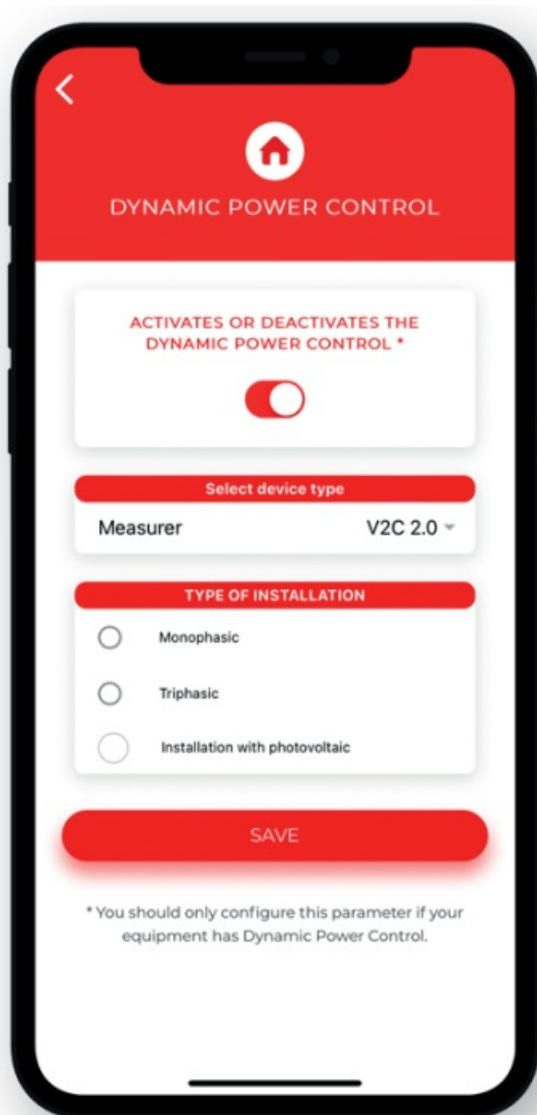 DYNAMIC POWER CONTROL
ACTIVATES OR DEACTIVATES THE
DYNAMIC POWER CONTROL *
Select device type
Measurer V2C 2.0
TYPE OF INSTALLATION
Monophasic
Triphasic
Installation with photovoltaic
SAVE
* You should only configure this parameter if your
equipment has Dynamic Power Control.